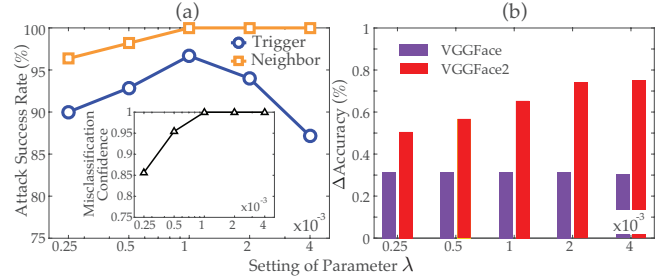 (a)
(b)
Attack Success Rate (%)
100
95
90
85
80
75
Trigger
Neighbor
Misclassification
Confidence
1
0.95
0.9
0.85
0.8
0.75
0.25 0.5 1 2 4
x10⁻³
0.25 0.5 1 2 4
x10⁻³
ΔAccuracy (%)
1
0.8
0.6
0.4
0.2
0
VGGFace
VGGFace2
0.25 0.5 1 2 4
x10⁻³
Setting of Parameter λ